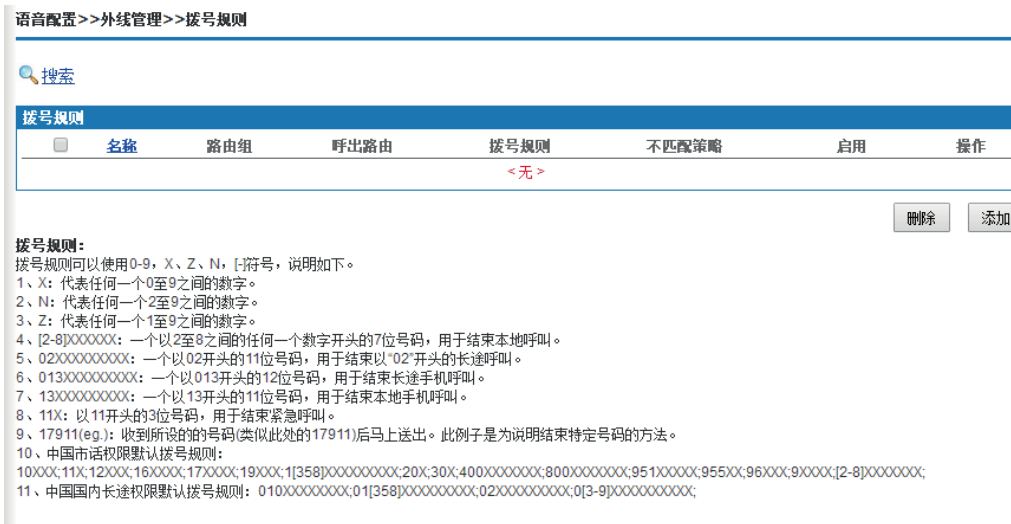 语音配置>>外线管理>>拨号规则
搜索
拨号规则
名称 路由组 呼出路由 拨号规则 不匹配策略 启用 操作
<无>
删除 添加
拨号规则:
拨号规则可以使用0-9，X、Z、N，[-]符号，说明如下。
1、X: 代表任何一个0至9之间的数字。
2、N: 代表任何一个2至9之间的数字。
3、Z: 代表任何一个1至9之间的数字。
4、[2-8]XXXXXX: 一个以2至8之间的任何一个数字开头的7位号码，用于结束本地呼叫。
5、02XXXXXXXXX: 一个以02开头的11位号码，用于结束以“02”开头的长途呼叫。
6、013XXXXXXXXX: 一个以013开头的12位号码，用于结束长途手机呼叫。
7、13XXXXXXXXX: 一个以13开头的11位号码，用于结束本地手机呼叫。
8、11X: 以11开头的3位号码，用于结束紧急呼叫。
9、17911(eg.): 收到所设的的号码(类似此处的17911)后马上送出。此例子是为说明结束特定号码的方法。
10、中国市话权限默认拨号规则:
10XXX;11X;12XXX;16XXXX;17XXXX;19XXX;1[358]XXXXXXXXX;20X;30X;400XXXXXXX;800XXXXXXX;951XXXXX;955XX;96XXX;9XXXX;[2-8]XXXXXXX;
11、中国国内长途权限默认拨号规则: 010XXXXXXXX;01[358]XXXXXXXXX;02XXXXXXXXX;0[3-9]XXXXXXXXXX;